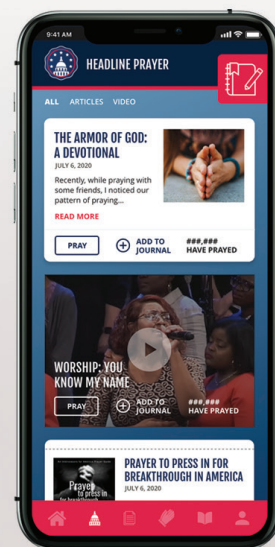 9:41 AM
HEADLINE PRAYER
ALL ARTICLES VIDEO
THE ARMOR OF GOD:
A DEVOTIONAL
JULY 6, 2020
Recently, while praying with
some friends, I noticed our
pattern of praying...
READ MORE
PRAY
ADD TO
JOURNAL
###,###
HAVE PRAYED
WORSHIP: YOU
KNOW MY NAME
PRAY
ADD TO
JOURNAL
###,###
HAVE PRAYED
PRAYER TO PRESS IN FOR
BREAKTHROUGH IN AMERICA
JULY 6, 2020
Prayer
to press in